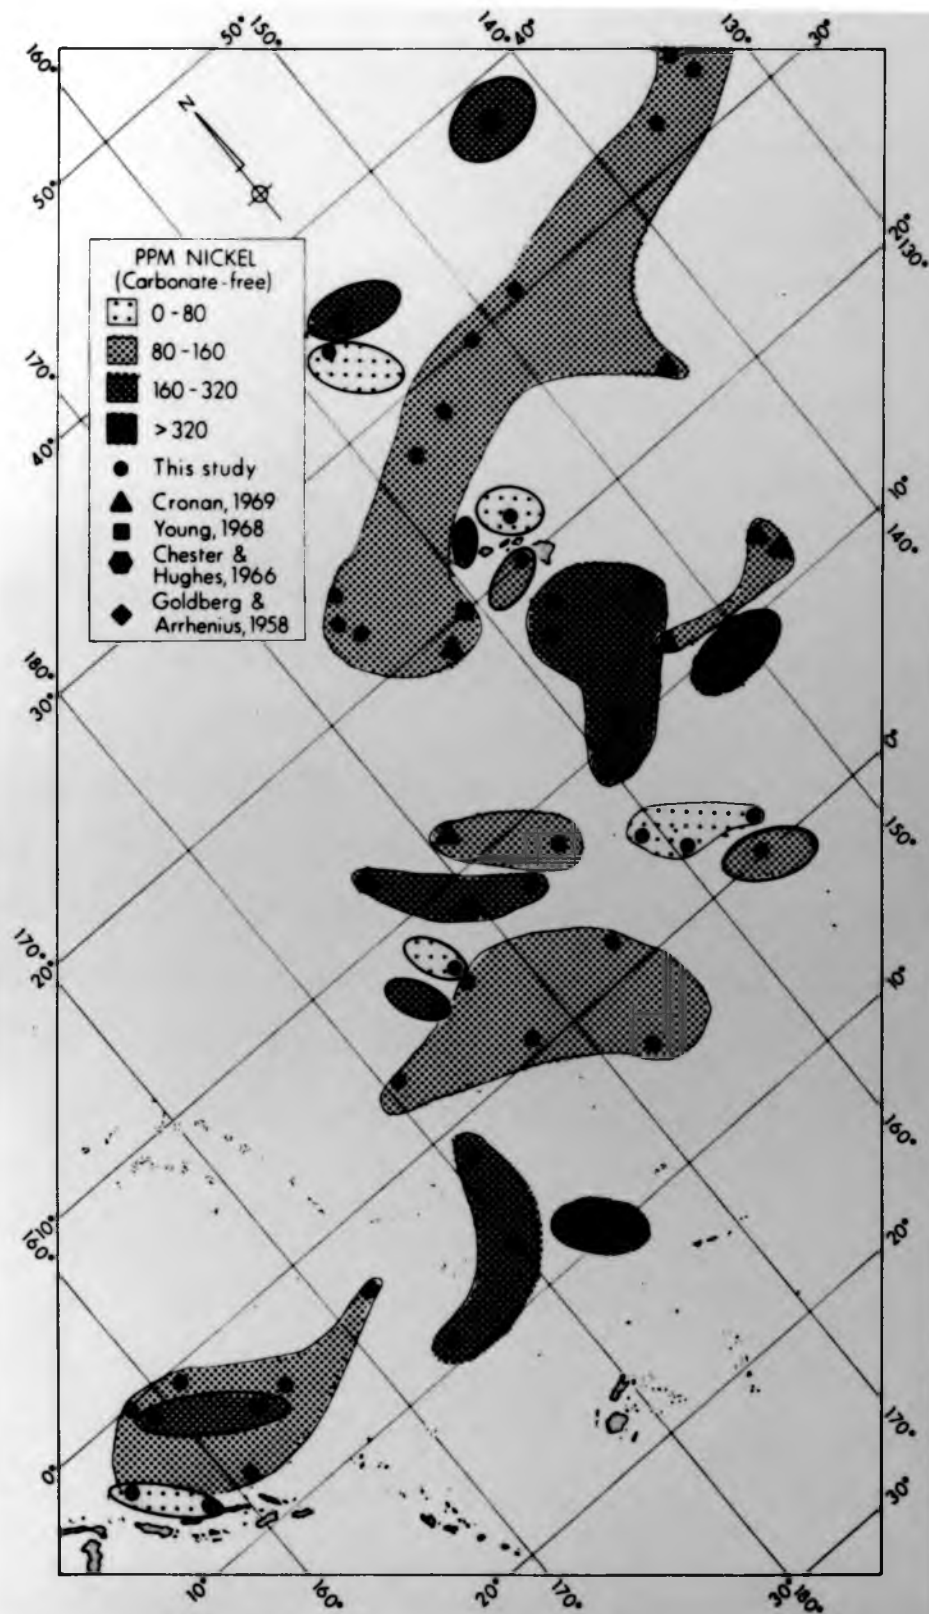 50° 150° 140° 40° 130° 30°
160°
N
50°
20°
130°
PPM NICKEL
(Carbonate-free)
0-80
80-160
160-320
>320
This study
Cronan, 1969
Young, 1968
Chester &
Hughes, 1966
Goldberg &
Arrhenius, 1958
170°
40°
10°
140°
180°
30°
0°
150°
170°
20°
10°
160°
10°
160°
20°
170°
0°
30°
10° 160° 20° 170° 30° 180°